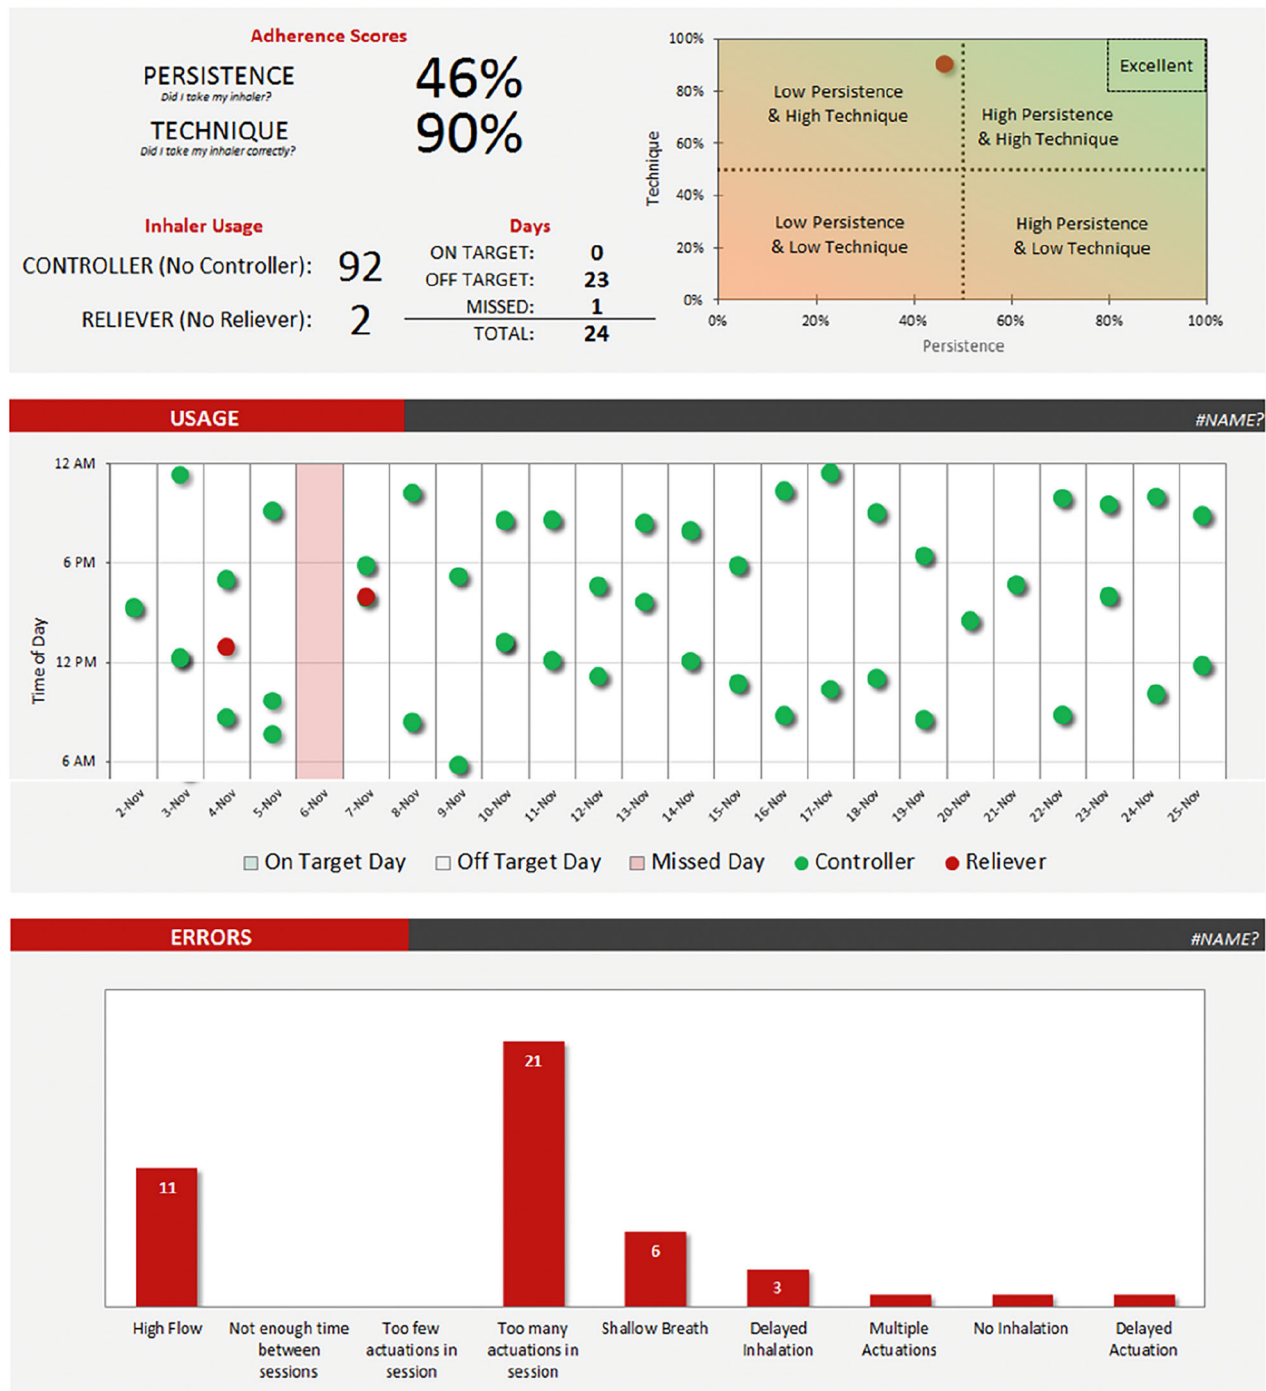 Adherence Scores
PERSISTENCE 46%
Did I take my inhaler?
TECHNIQUE 90%
Did I take my inhaler correctly?
Inhaler Usage
CONTROLLER (No Controller): 92
RELIEVER (No Reliever): 2
Days
ON TARGET: 0
OFF TARGET: 23
MISSED: 1
TOTAL: 24
100%
80%
60%
40%
20%
0%
Technique
Excellent
Low Persistence
& High Technique
High Persistence
& High Technique
Low Persistence
& Low Technique
High Persistence
& Low Technique
0% 20% 40% 60% 80% 100%
Persistence
USAGE #NAME?
12 AM
6 PM
12 PM
6 AM
Time of Day
2-Nov 3-Nov 4-Nov 5-Nov 6-Nov 7-Nov 8-Nov 9-Nov 10-Nov 11-Nov 12-Nov 13-Nov 14-Nov 15-Nov 16-Nov 17-Nov 18-Nov 19-Nov 20-Nov 21-Nov 22-Nov 23-Nov 24-Nov 25-Nov
On Target Day Off Target Day Missed Day Controller Reliever
ERRORS #NAME?
11
21
6
3
High Flow
Not enough time
between
sessions
Too few
actuations in
session
Too many
actuations in
session
Shallow Breath
Delayed
Inhalation
Multiple
Actuations
No Inhalation
Delayed
Actuation